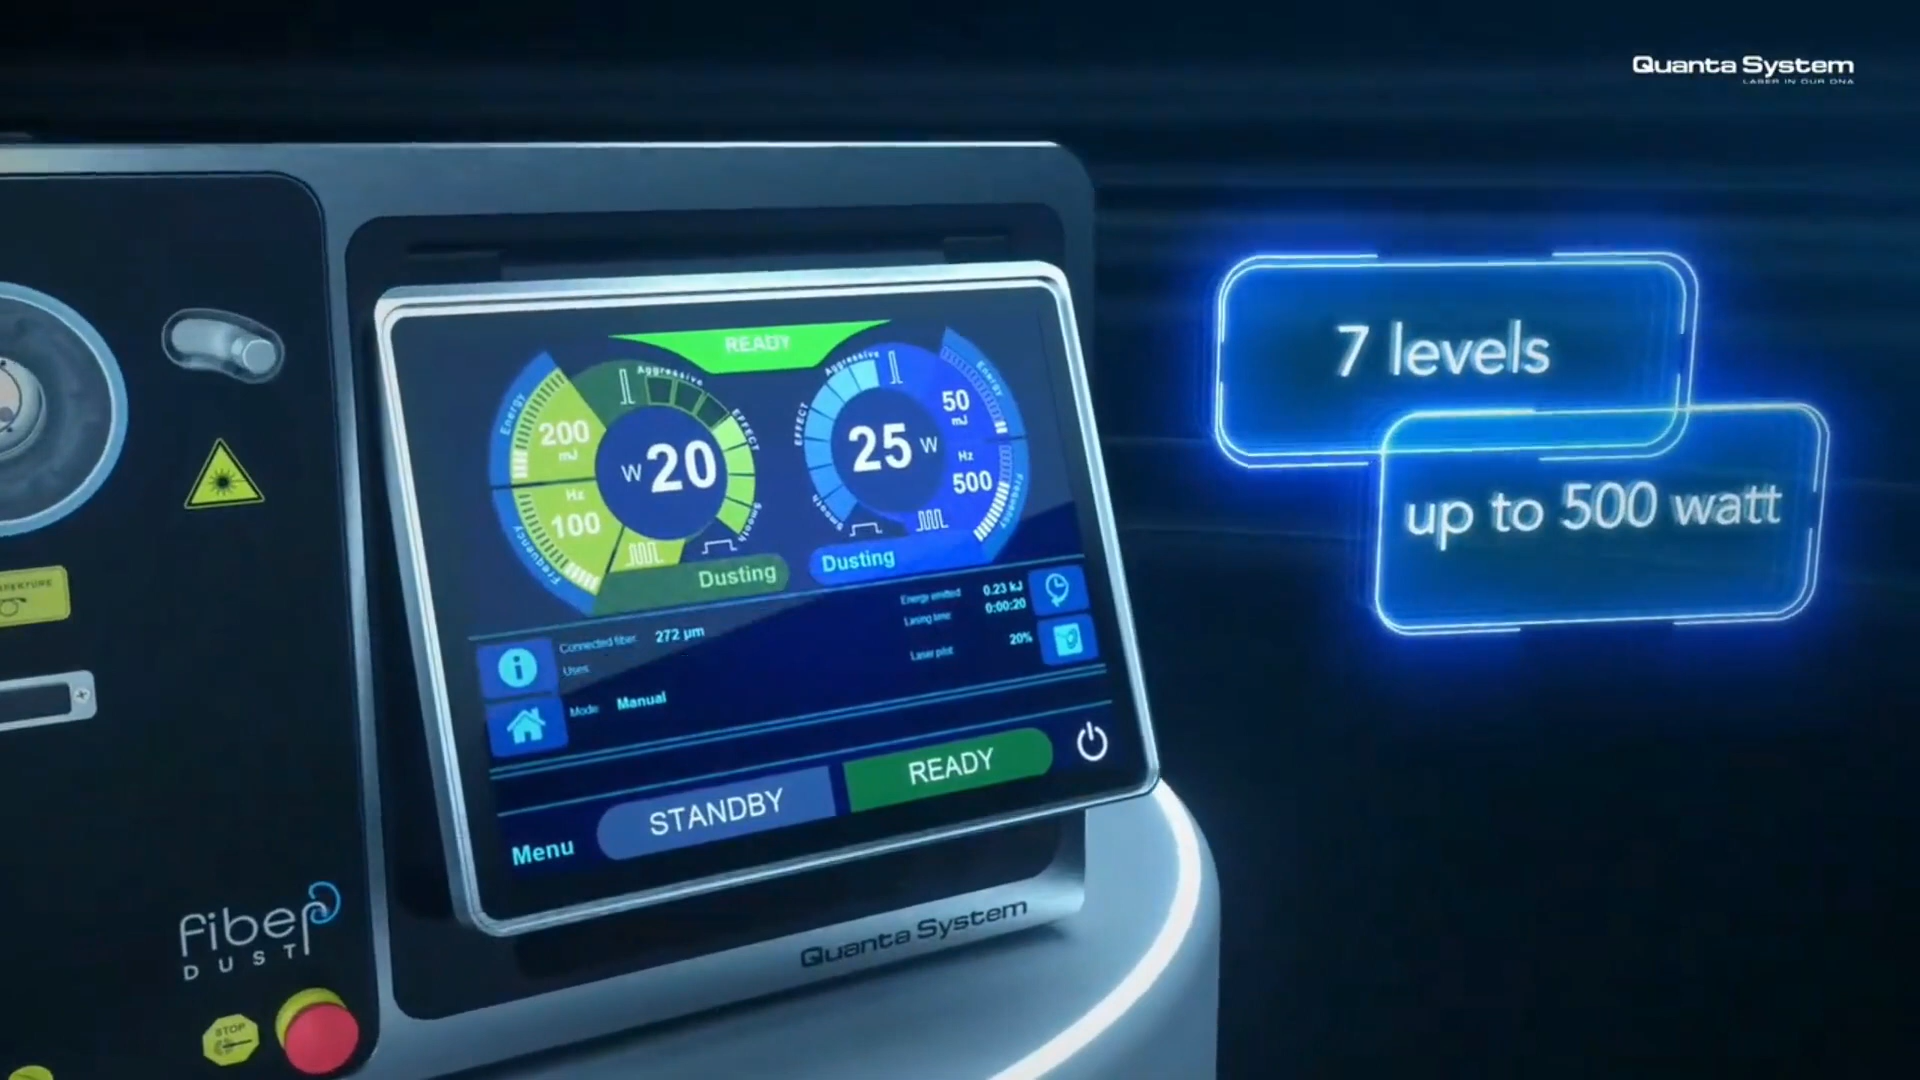 Quanta System
LASER IN OUR DNA
7 levels
up to 500 watt
READY
Energy
200
mJ
Hz
100
Frequency
Aggressive
EFFECT
Smooth
W 20
Dusting
Aggressive
EFFECT
Smooth
25 W
Energy
50
mJ
Hz
500
Frequency
Dusting
Connected fiber: 272 µm
Uses:
Mode: Manual
Energy emitted 0.23 kJ
Lasing time: 0:00:20
Laser pilot: 20%
STANDBY
READY
Menu
Quanta System
fiber
DUST
STOP